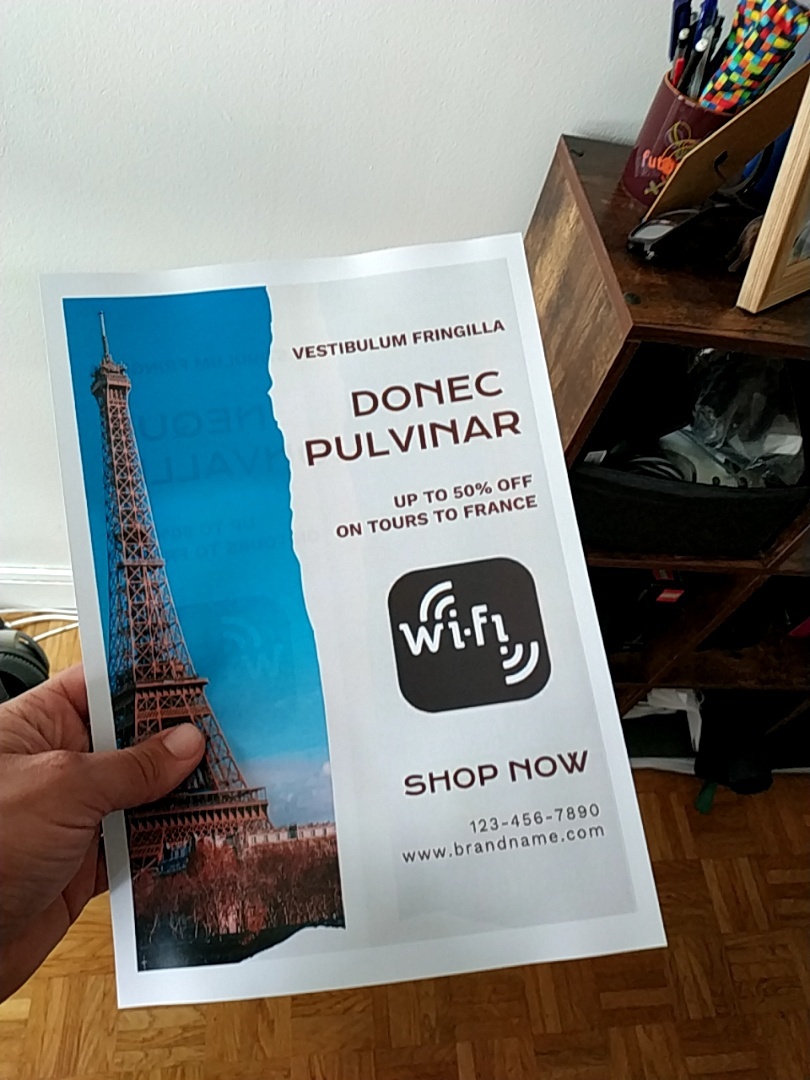 VESTIBULUM FRINGILLA
DONEC
PULVINAR
UP TO 50% OFF
ON TOURS TO FRANCE
Wi-Fi
SHOP NOW
123-456-7890
www.brandname.com